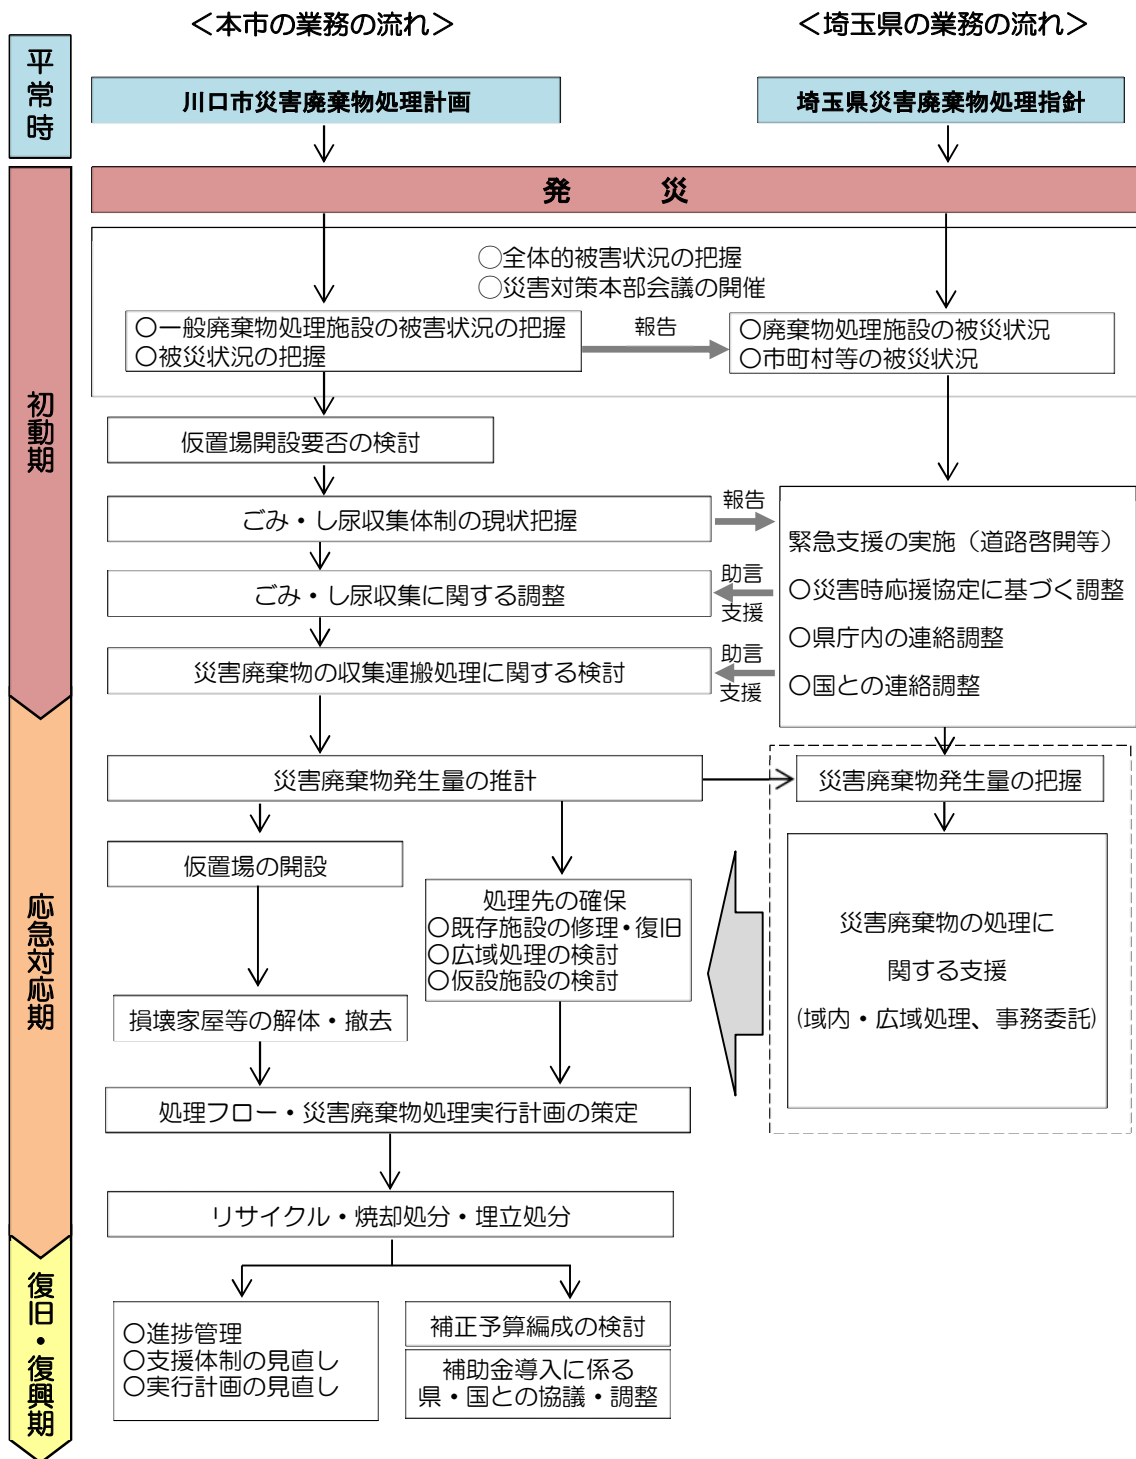 ＜本市の業務の流れ＞
＜埼玉県の業務の流れ＞
平常時
川口市災害廃棄物処理計画
埼玉県災害廃棄物処理指針
発　災
初動期
○全体的被害状況の把握
○災害対策本部会議の開催
○一般廃棄物処理施設の被害状況の把握
○被災状況の把握
報告
○廃棄物処理施設の被災状況
○市町村等の被災状況
仮置場開設要否の検討
ごみ・し尿収集体制の現状把握
報告
緊急支援の実施（道路啓開等）
○災害時応援協定に基づく調整
○県庁内の連絡調整
○国との連絡調整
ごみ・し尿収集に関する調整
助言
支援
災害廃棄物の収集運搬処理に関する検討
助言
支援
応急対応期
災害廃棄物発生量の推計
災害廃棄物発生量の把握
仮置場の開設
処理先の確保
○既存施設の修理・復旧
○広域処理の検討
○仮設施設の検討
災害廃棄物の処理に
関する支援
(域内・広域処理、事務委託)
損壊家屋等の解体・撤去
処理フロー・災害廃棄物処理実行計画の策定
リサイクル・焼却処分・埋立処分
復旧・復興期
○進捗管理
○支援体制の見直し
○実行計画の見直し
補正予算編成の検討
補助金導入に係る
県・国との協議・調整